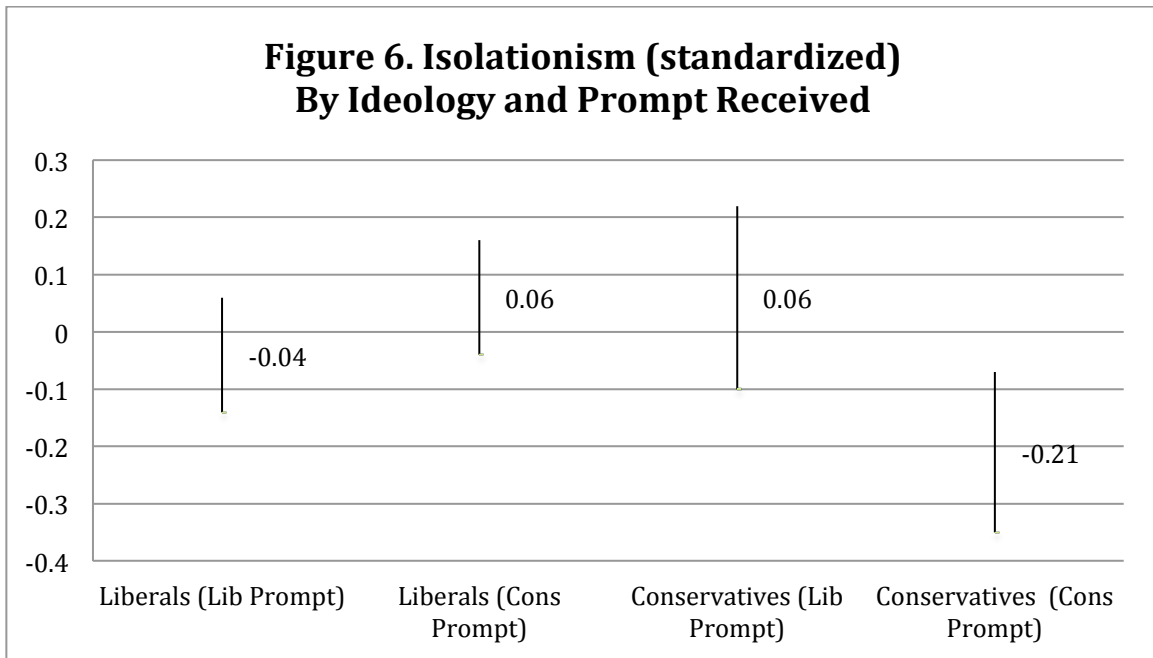 Figure 6. Isolationism (standardized)
By Ideology and Prompt Received
0.3
0.2
0.1
0
-0.1
-0.2
-0.3
-0.4
-0.04
0.06
0.06
-0.21
Liberals (Lib Prompt)
Liberals (Cons
Prompt)
Conservatives (Lib
Prompt)
Conservatives (Cons
Prompt)